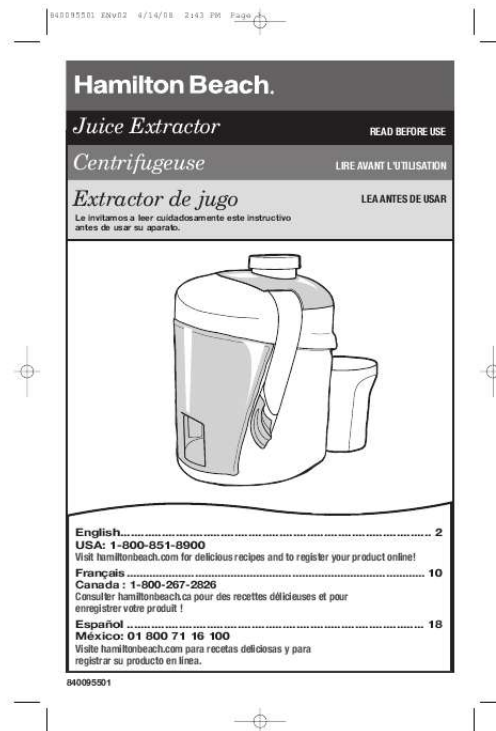 840095501 ENv02 4/14/08 2:43 PM Page
Hamilton Beach.
Juice Extractor READ BEFORE USE
Centrifugeuse LIRE AVANT L'UTILISATION
Extractor de jugo LEA ANTES DE USAR
Le invitamos a leer cuidadosamente este instructivo
antes de usar su aparato.
English.......................................................................................... 2
USA: 1-800-851-8900
Visit hamiltonbeach.com for delicious recipes and to register your product online!
Français ...................................................................................... 10
Canada : 1-800-267-2826
Consulter hamiltonbeach.ca pour des recettes délicieuses et pour
enregistrer votre produit !
Español ...................................................................................... 18
México: 01 800 71 16 100
Visite hamiltonbeach.com para recetas deliciosas y para
registrar su producto en línea.
840095501